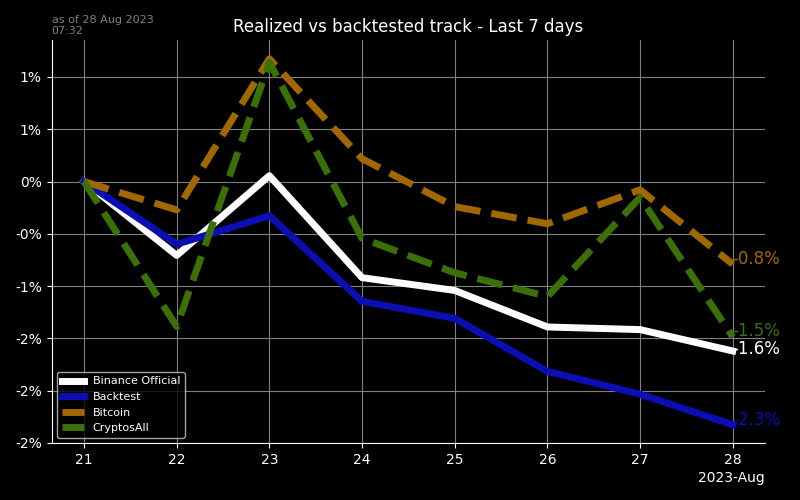 as of 28 Aug 2023
07:32
Realized vs backtested track - Last 7 days
1%
1%
0%
-0%
-1%
-2%
-2%
-2%
-0.8%
-1.5%
-1.6%
-2.3%
Binance Official
Backtest
Bitcoin
CryptosAll
21 22 23 24 25 26 27 28
2023-Aug